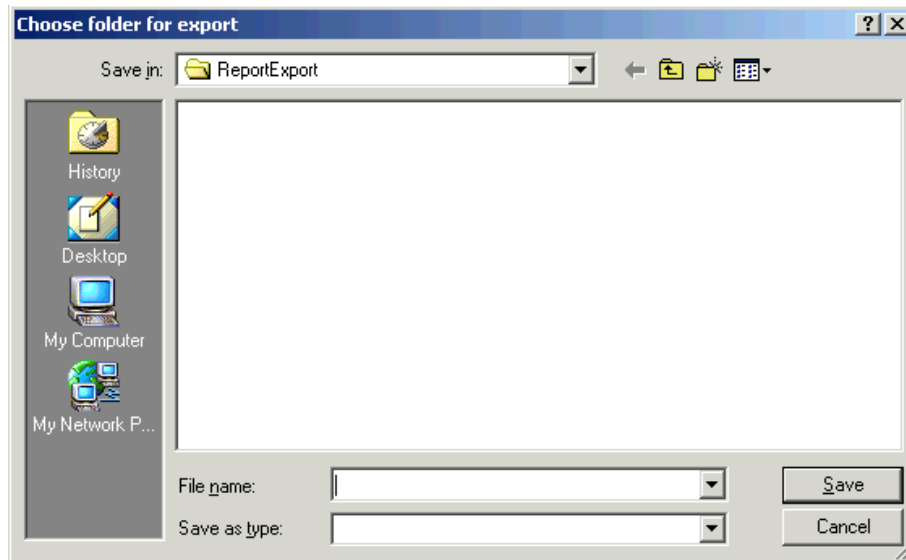 Choose folder for export
Save in: ReportExport
History
Desktop
My Computer
My Network P...
File name:
Save
Save as type:
Cancel